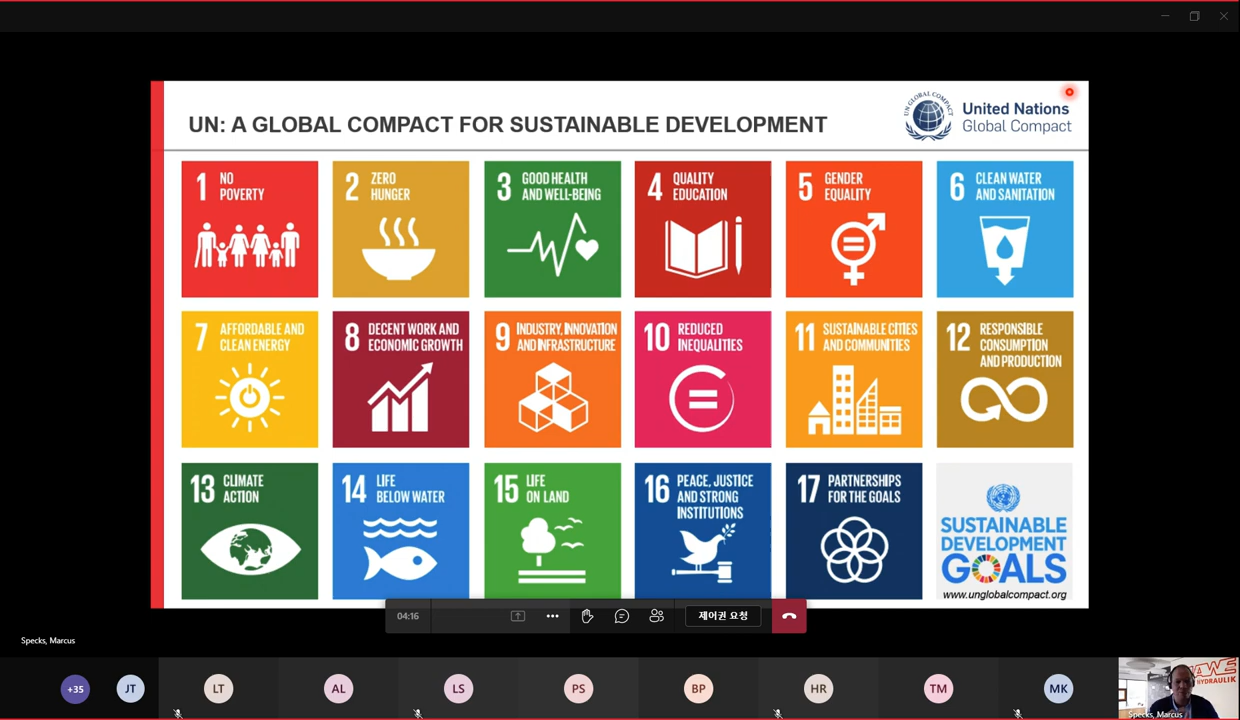 UN: A GLOBAL COMPACT FOR SUSTAINABLE DEVELOPMENT
UN GLOBAL COMPACT
United Nations
Global Compact
1 NO
POVERTY
2 ZERO
HUNGER
3 GOOD HEALTH
AND WELL-BEING
4 QUALITY
EDUCATION
5 GENDER
EQUALITY
6 CLEAN WATER
AND SANITATION
7 AFFORDABLE AND
CLEAN ENERGY
8 DECENT WORK AND
ECONOMIC GROWTH
9 INDUSTRY, INNOVATION
AND INFRASTRUCTURE
10 REDUCED
INEQUALITIES
11 SUSTAINABLE CITIES
AND COMMUNITIES
12 RESPONSIBLE
CONSUMPTION
AND PRODUCTION
13 CLIMATE
ACTION
14 LIFE
BELOW WATER
15 LIFE
ON LAND
16 PEACE, JUSTICE
AND STRONG
INSTITUTIONS
17 PARTNERSHIPS
FOR THE GOALS
SUSTAINABLE
DEVELOPMENT
GOALS
www.unglobalcompact.org
04:16
제어권 요청
Specks, Marcus
+35
JT
LT
AL
LS
PS
BP
HR
TM
MK
HYDRAULIK
Specks, Marcus